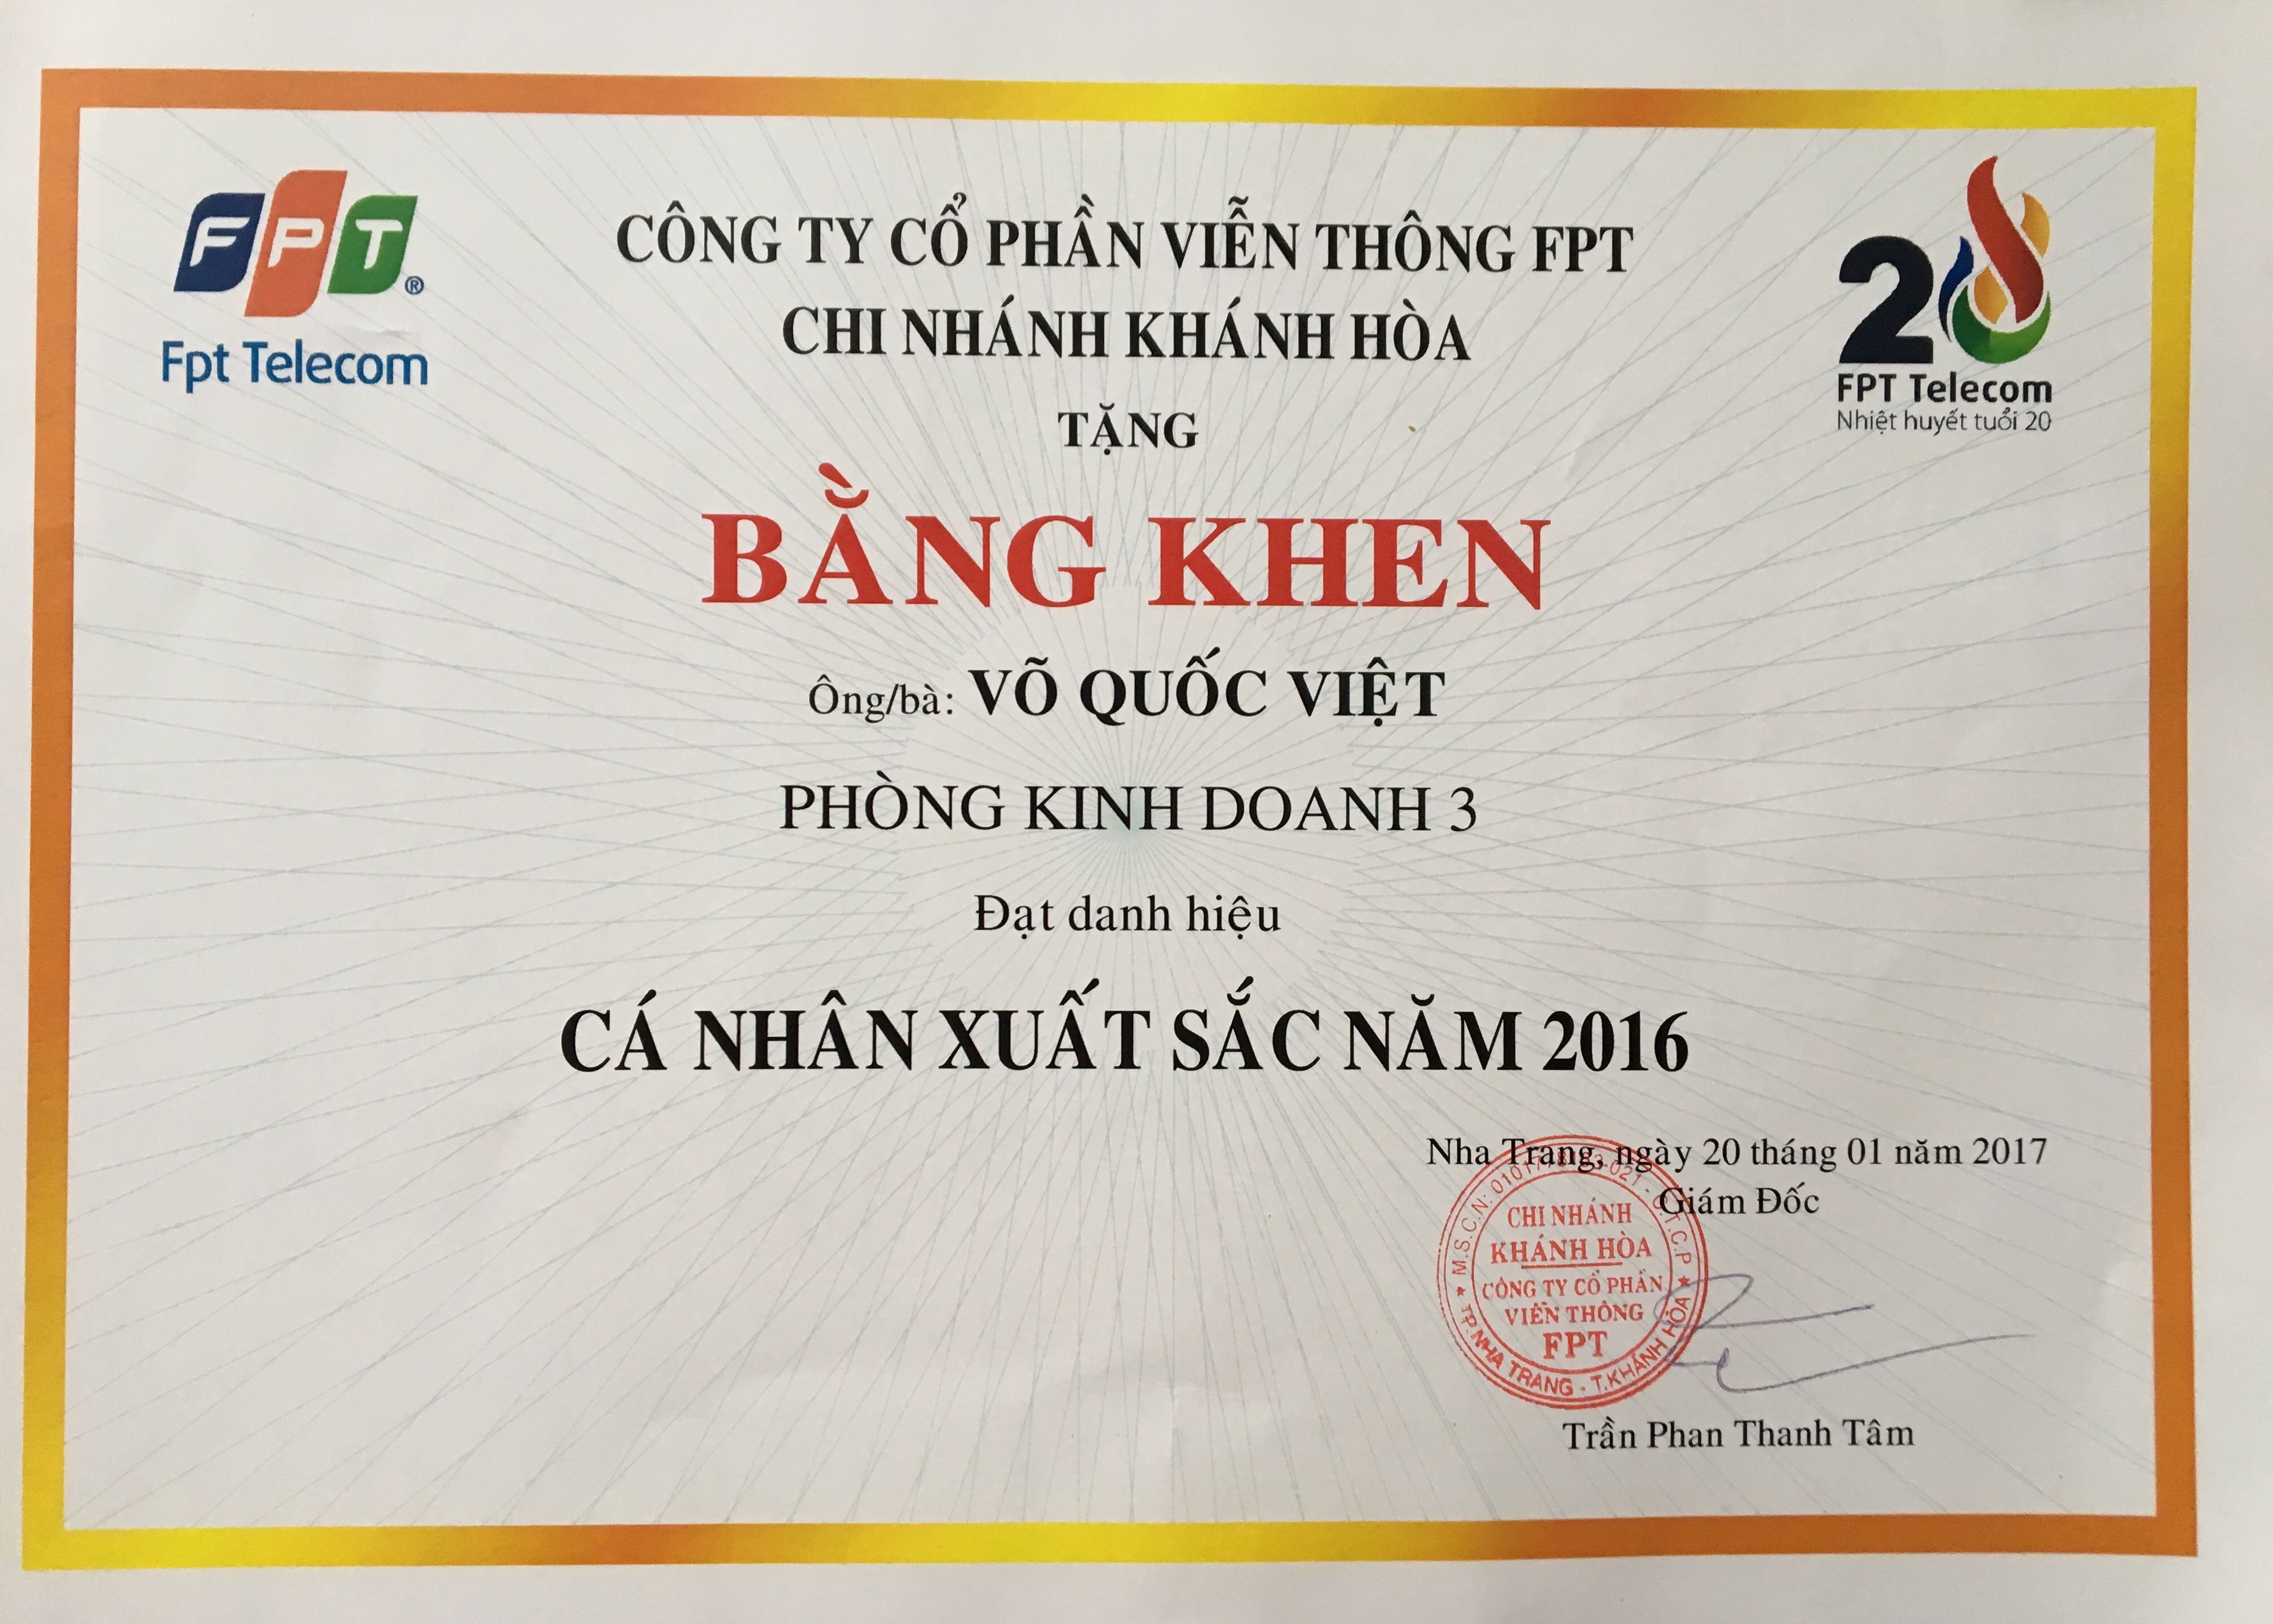 FPT®
Fpt Telecom
CÔNG TY CỔ PHẦN VIỄN THÔNG FPT
CHI NHÁNH KHÁNH HÒA
20
FPT Telecom
Nhiệt huyết tuổi 20
TẶNG
BẰNG KHEN
Ông/bà: VÕ QUỐC VIỆT
PHÒNG KINH DOANH 3
Đạt danh hiệu
CÁ NHÂN XUẤT SẮC NĂM 2016
Nha Trang, ngày 20 tháng 01 năm 2017
Giám Đốc
M.S.C.N:
C.T.C.P
CHI NHÁNH
KHÁNH HÒA
CÔNG TY CỔ PHẦN
VIỄN THÔNG
FPT
TP.NHA TRANG - T.KHÁNH HÒA
Trần Phan Thanh Tâm